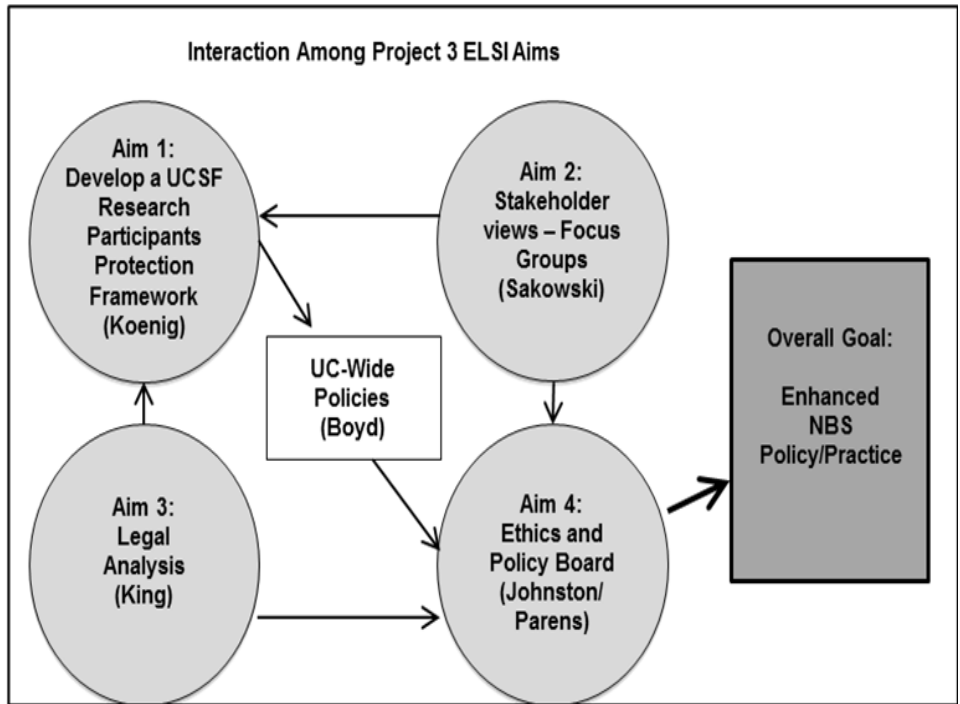 Interaction Among Project 3 ELSI Aims
Aim 1:
Develop a UCSF
Research
Participants
Protection
Framework
(Koenig)
Aim 2:
Stakeholder
views – Focus
Groups
(Sakowski)
UC-Wide
Policies
(Boyd)
Overall Goal:
Enhanced
NBS
Policy/Practice
Aim 3:
Legal
Analysis
(King)
Aim 4:
Ethics and
Policy Board
(Johnston/
Parens)